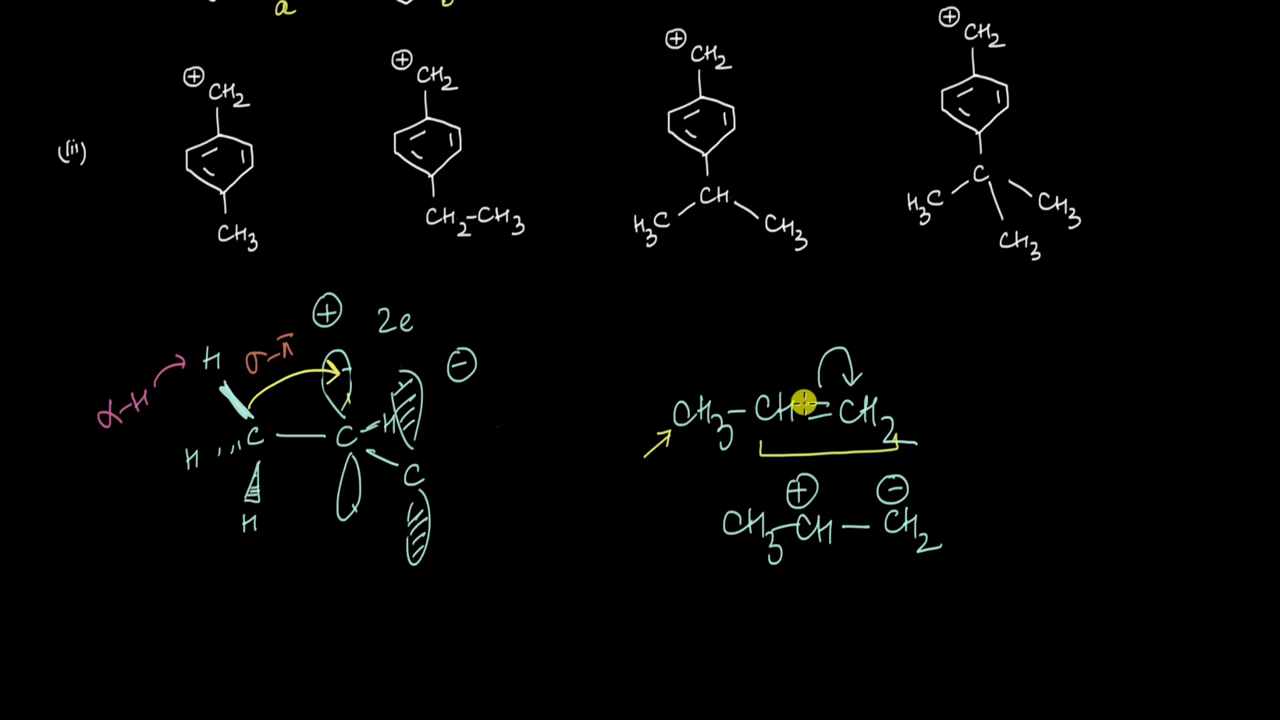 a b
(ii)
⊕ CH2 ⊕ CH2 ⊕ CH2 ⊕ CH2
CH3 CH2-CH3 CH H3C CH3 C H3C CH3 CH3
⊕ 2e ⊖
α-H H σ-π
H C C H C
H
CH3-CH=CH2
⊕ ⊖
CH3-CH-CH2